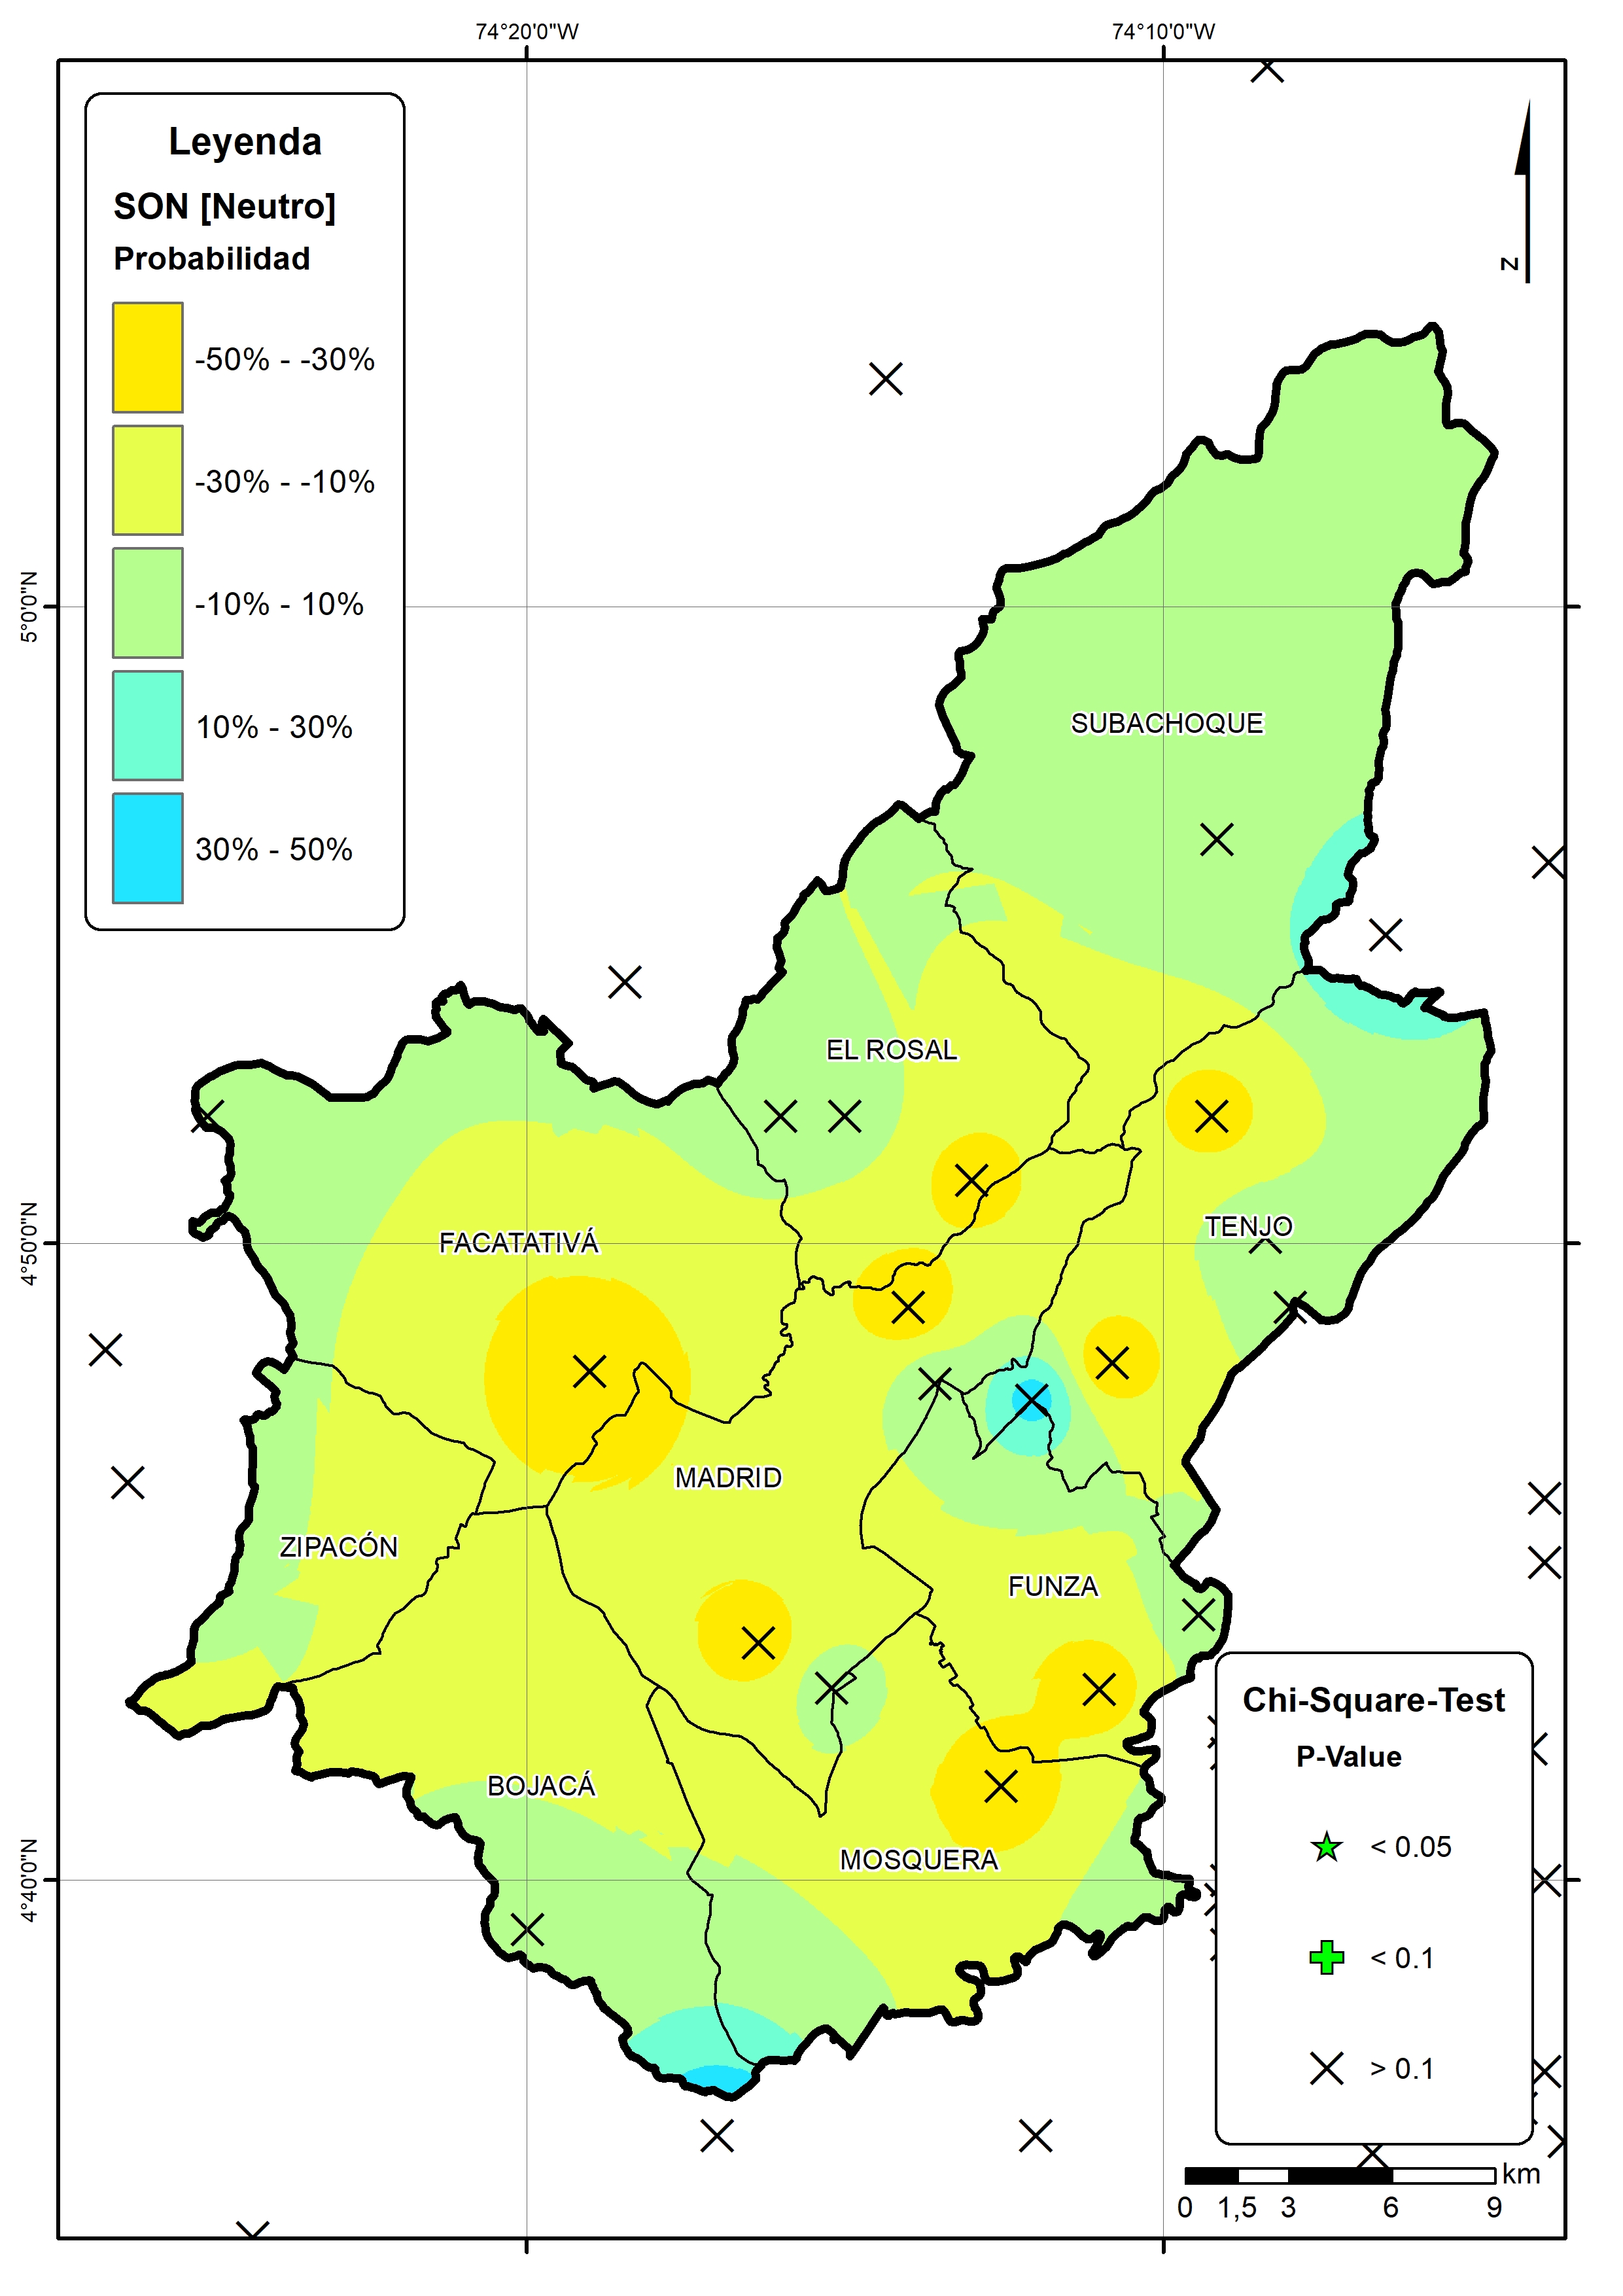 74°20'0"W
74°10'0"W
Leyenda
SON [Neutro]
Probabilidad
-50% - -30%
-30% - -10%
-10% - 10%
10% - 30%
30% - 50%
N
5°0'0"N
4°50'0"N
4°40'0"N
SUBACHOQUE
EL ROSAL
TENJO
FACATATIVÁ
MADRID
ZIPACÓN
FUNZA
BOJACÁ
MOSQUERA
Chi-Square-Test
P-Value
< 0.05
< 0.1
> 0.1
km
0 1,5 3 6 9